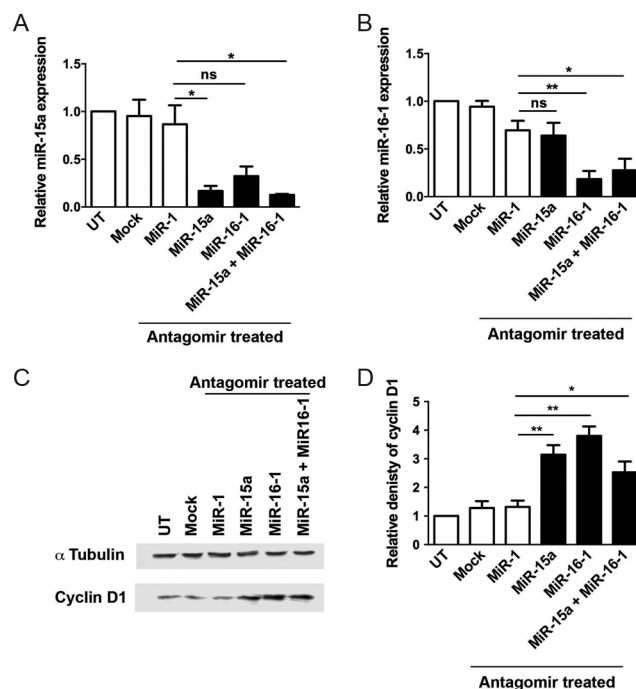 A
Relative miR-15a expression
1.5
1.0
0.5
0.0
*
ns
*
UT
Mock
MiR-1
MiR-15a
MiR-16-1
MiR-15a + MiR-16-1
Antagomir treated
B
Relative miR-16-1 expression
1.5
1.0
0.5
0.0
*
**
ns
UT
Mock
MiR-1
MiR-15a
MiR-16-1
MiR-15a + MiR-16-1
Antagomir treated
C
Antagomir treated
UT
Mock
MiR-1
MiR-15a
MiR-16-1
MiR-15a + MiR16-1
α Tubulin
Cyclin D1
D
Relative denisty of cyclin D1
5
4
3
2
1
0
*
**
**
UT
Mock
MiR-1
MiR-15a
MiR-16-1
MiR-15a + MiR-16-1
Antagomir treated